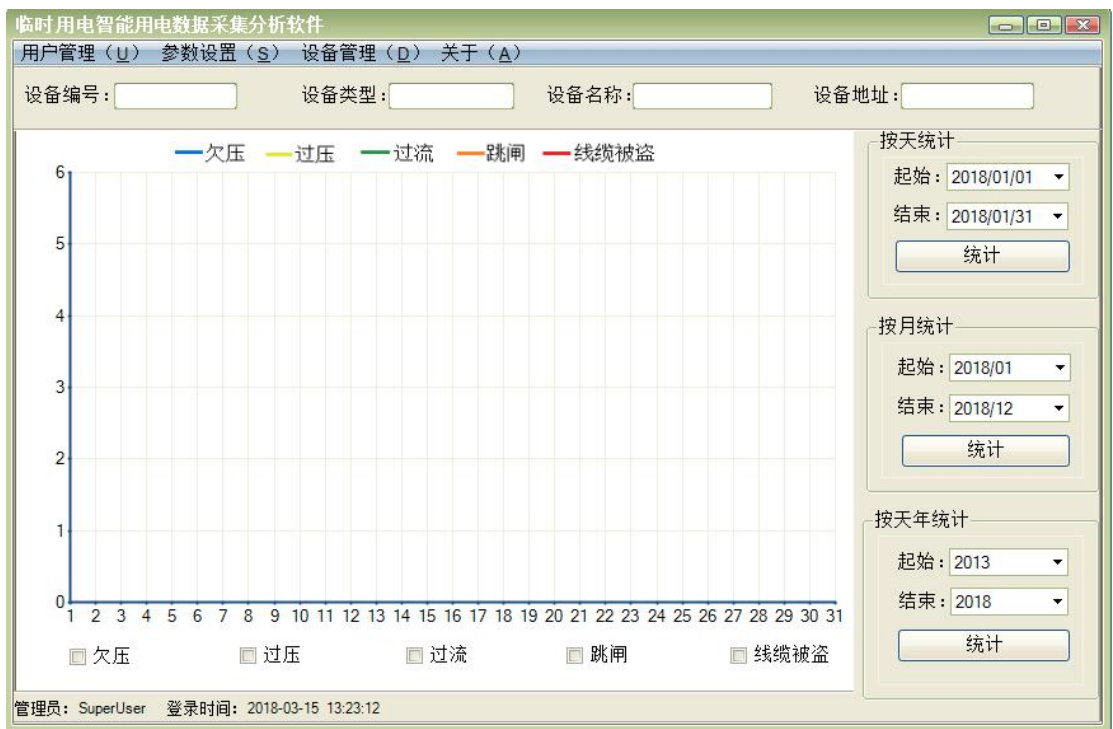 临时用电智能用电数据采集分析软件
用户管理（U） 参数设置（S） 设备管理（D） 关于（A）
设备编号: 设备类型: 设备名称: 设备地址:
欠压 过压 过流 跳闸 线缆被盗
6
5
4
3
2
1
0
1 2 3 4 5 6 7 8 9 10 11 12 13 14 15 16 17 18 19 20 21 22 23 24 25 26 27 28 29 30 31
欠压 过压 过流 跳闸 线缆被盗
按天统计
起始: 2018/01/01
结束: 2018/01/31
统计
按月统计
起始: 2018/01
结束: 2018/12
统计
按天年统计
起始: 2013
结束: 2018
统计
管理员: SuperUser 登录时间: 2018-03-15 13:23:12